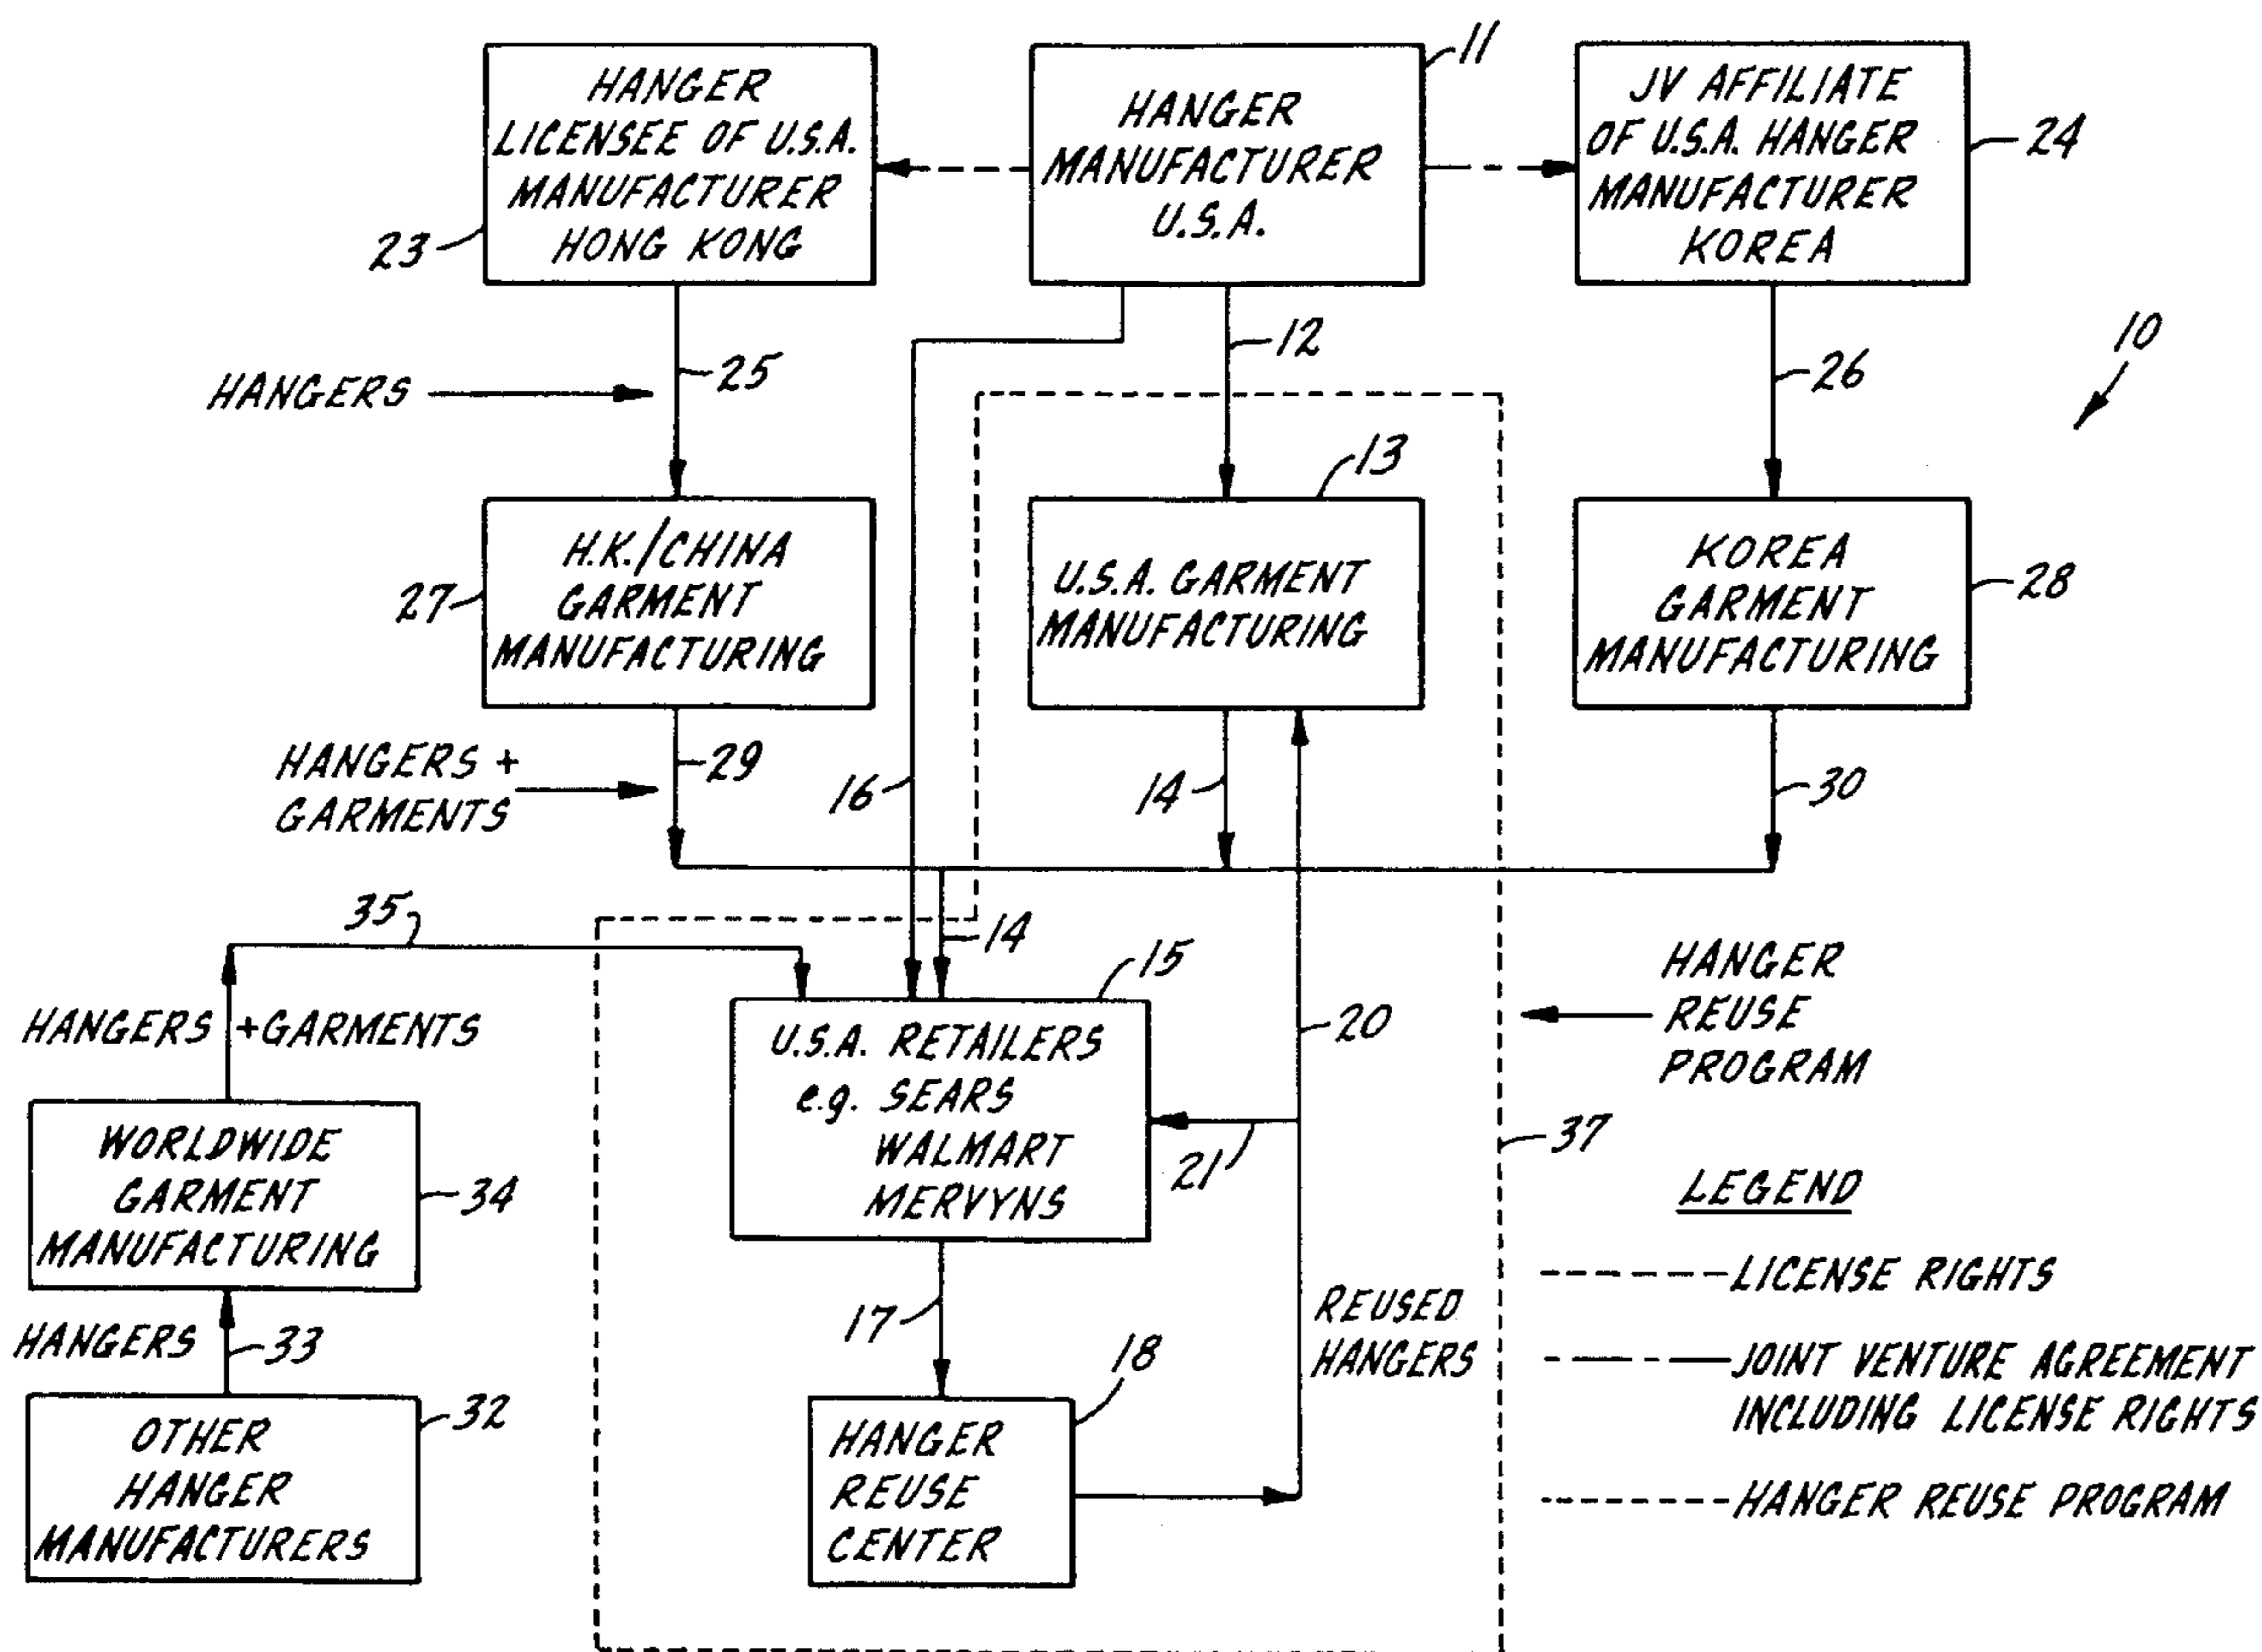 HANGER
LICENSEE OF U.S.A.
MANUFACTURER
HONG KONG
23
HANGER
MANUFACTURER
U.S.A.
11
JV AFFILIATE
OF U.S.A. HANGER
MANUFACTURER
KOREA
24
10
HANGERS
25
12
26
H.K./CHINA
GARMENT
MANUFACTURING
27
U.S.A. GARMENT
MANUFACTURING
13
KOREA
GARMENT
MANUFACTURING
28
HANGERS +
GARMENTS
29
16
14
30
35
14
HANGERS + GARMENTS
15
U.S.A. RETAILERS
e.g. SEARS
WALMART
MERVYNS
20
21
HANGER
REUSE
PROGRAM
37
WORLDWIDE
GARMENT
MANUFACTURING
34
HANGERS
33
OTHER
HANGER
MANUFACTURERS
32
17
18
HANGER
REUSE
CENTER
REUSED
HANGERS
LEGEND
LICENSE RIGHTS
JOINT VENTURE AGREEMENT
INCLUDING LICENSE RIGHTS
HANGER REUSE PROGRAM